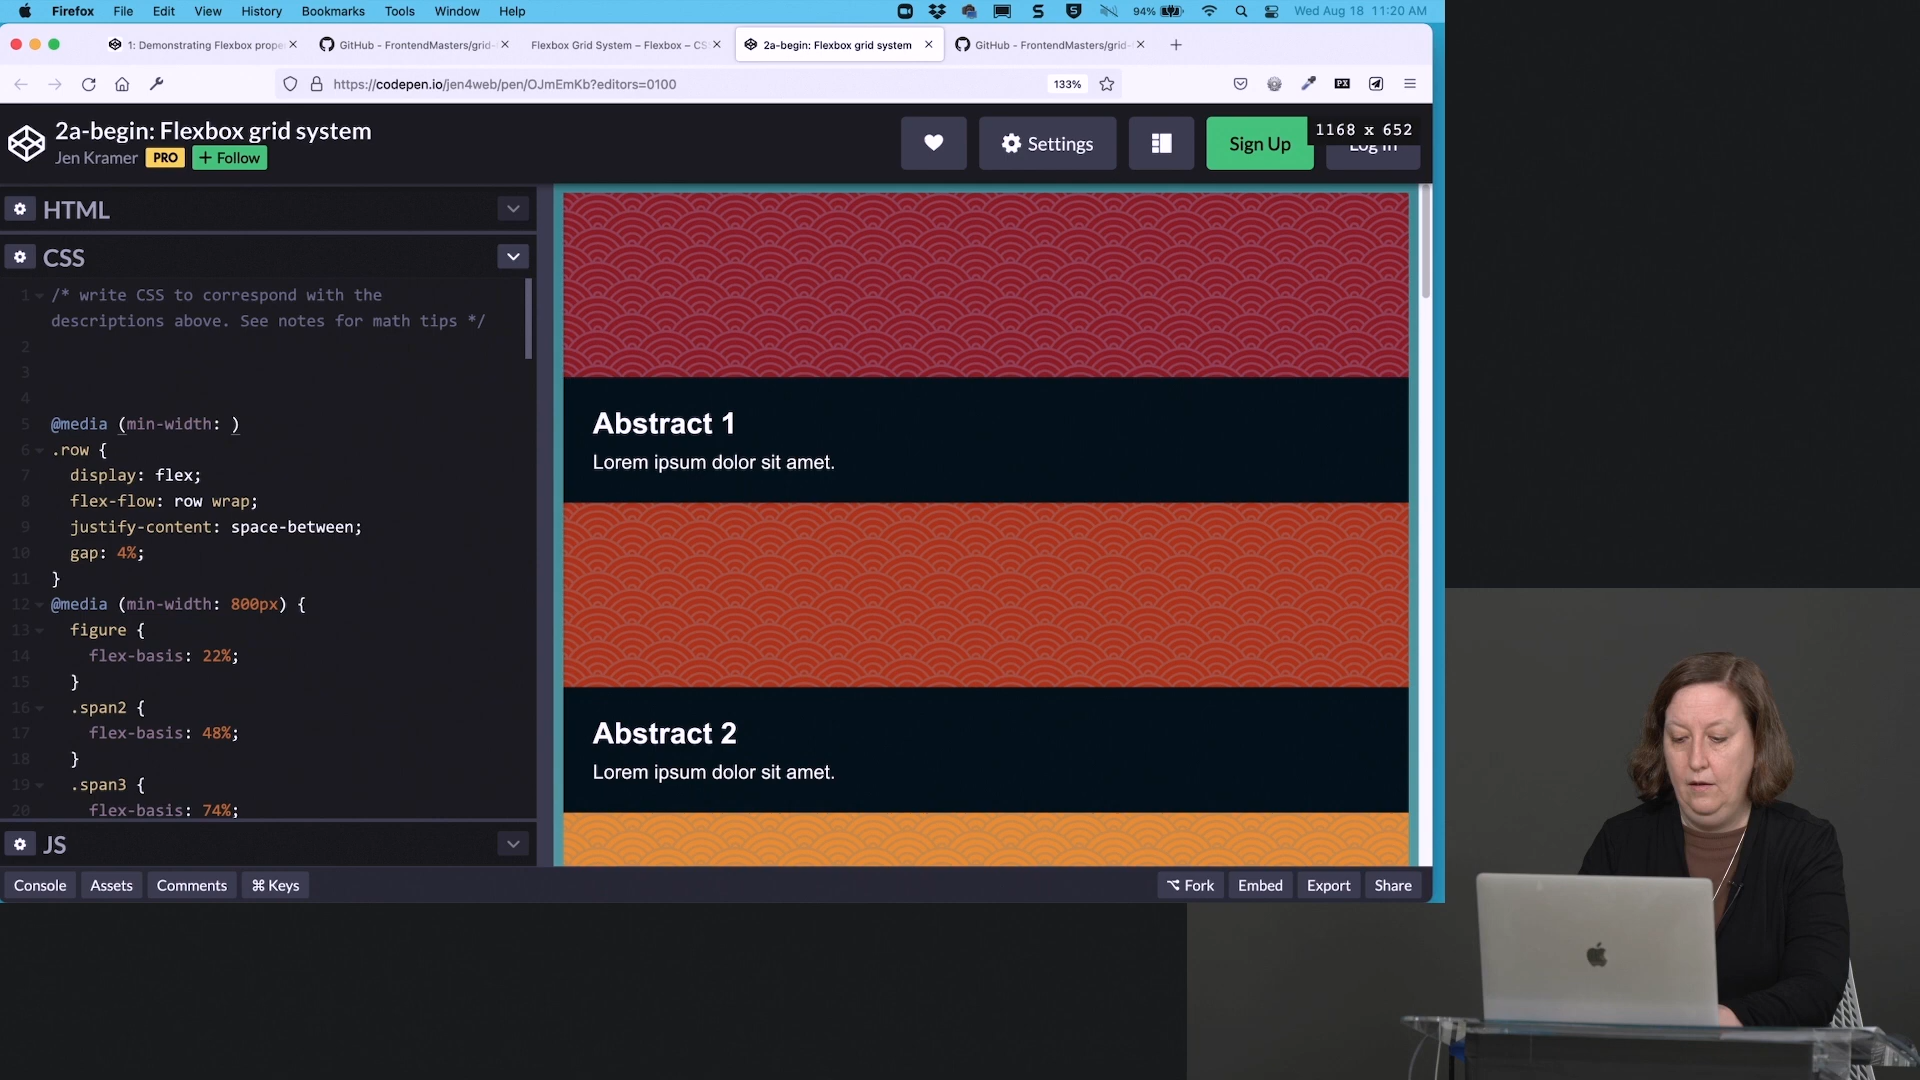 Firefox File Edit View History Bookmarks Tools Window Help 94% Wed Aug 18 11:20 AM
1: Demonstrating Flexbox prope
GitHub - FrontendMasters/grid-
Flexbox Grid System – Flexbox – CS
2a-begin: Flexbox grid system
GitHub - FrontendMasters/grid-
https://codepen.io/jen4web/pen/OJmEmKb?editors=0100 133%
2a-begin: Flexbox grid system
Jen Kramer PRO + Follow
Settings
Sign Up
1168 x 652
Log In
HTML
CSS
1 /* write CSS to correspond with the
descriptions above. See notes for math tips */
2
3
4
5 @media (min-width: )
6 .row {
7 display: flex;
8 flex-flow: row wrap;
9 justify-content: space-between;
10 gap: 4%;
11 }
12 @media (min-width: 800px) {
13 figure {
14 flex-basis: 22%;
15 }
16 .span2 {
17 flex-basis: 48%;
18 }
19 .span3 {
20 flex-basis: 74%;
JS
Abstract 1
Lorem ipsum dolor sit amet.
Abstract 2
Lorem ipsum dolor sit amet.
Console Assets Comments ⌘ Keys
Fork Embed Export Share